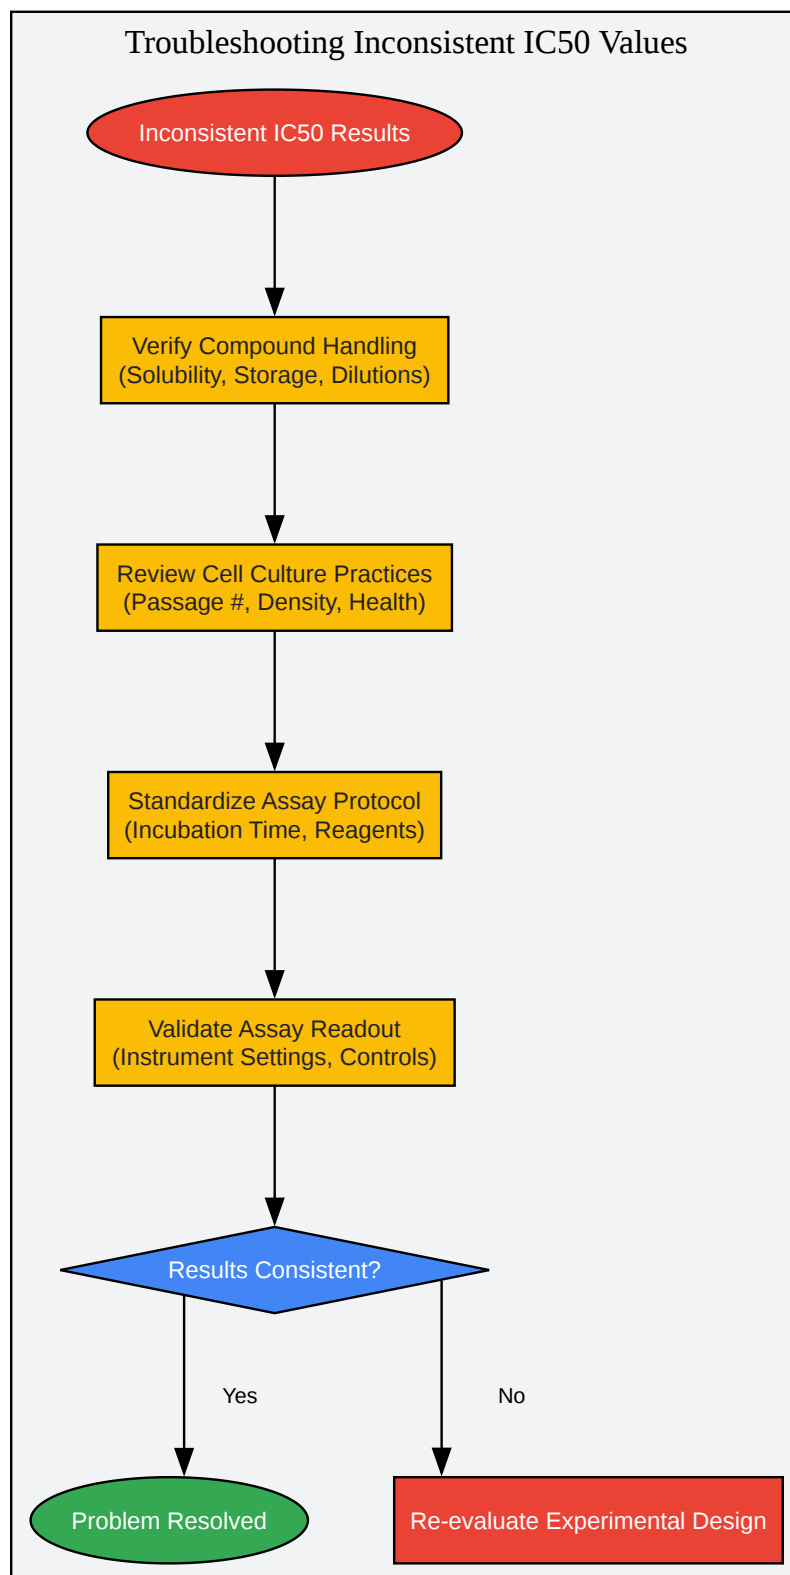 Troubleshooting Inconsistent IC50 Values
Inconsistent IC50 Results
Verify Compound Handling
(Solubility, Storage, Dilutions)
Review Cell Culture Practices
(Passage #, Density, Health)
Standardize Assay Protocol
(Incubation Time, Reagents)
Validate Assay Readout
(Instrument Settings, Controls)
Results Consistent?
Yes
No
Problem Resolved
Re-evaluate Experimental Design